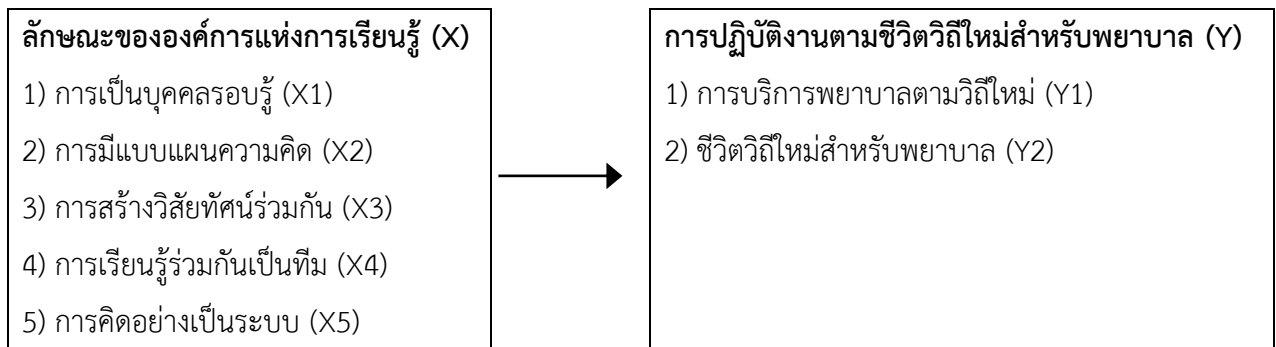 ลักษณะขององค์การแห่งการเรียนรู้ (X)
1) การเป็นบุคคลรอบรู้ (X1)
2) การมีแบบแผนความคิด (X2)
3) การสร้างวิสัยทัศน์ร่วมกัน (X3)
4) การเรียนรู้ร่วมกันเป็นทีม (X4)
5) การคิดอย่างเป็นระบบ (X5)
การปฏิบัติงานตามชีวิตวิถีใหม่สำหรับพยาบาล (Y)
1) การบริการพยาบาลตามวิถีใหม่ (Y1)
2) ชีวิตวิถีใหม่สำหรับพยาบาล (Y2)